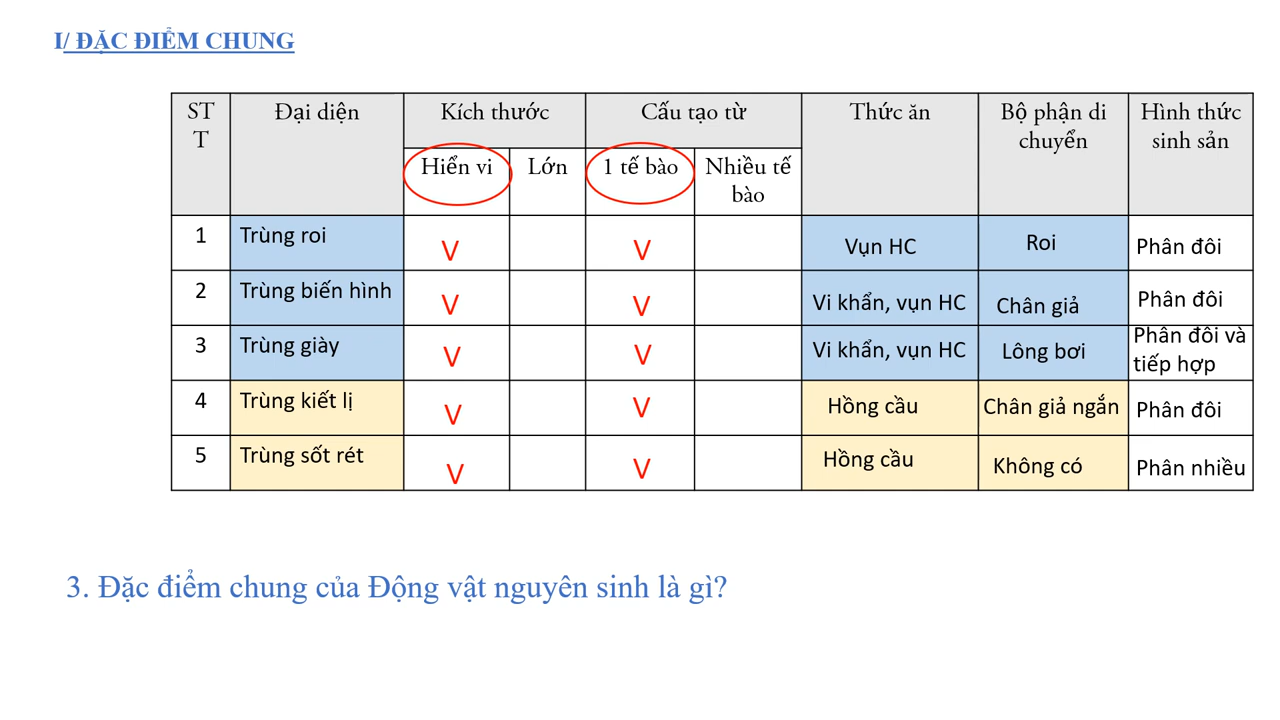 I/ ĐẶC ĐIỂM CHUNG
ST
T
Đại diện
Kích thước
Cấu tạo từ
Thức ăn
Bộ phận di
chuyển
Hình thức
sinh sản
Hiển vi
Lớn
1 tế bào
Nhiều tế
bào
1
Trùng roi
V
V
Vụn HC
Roi
Phân đôi
2
Trùng biến hình
V
V
Vi khẩn, vụn HC
Chân giả
Phân đôi
3
Trùng giày
V
V
Vi khẩn, vụn HC
Lông bơi
Phân đôi và
tiếp hợp
4
Trùng kiết lị
V
V
Hồng cầu
Chân giả ngắn
Phân đôi
5
Trùng sốt rét
V
V
Hồng cầu
Không có
Phân nhiều
3. Đặc điểm chung của Động vật nguyên sinh là gì?